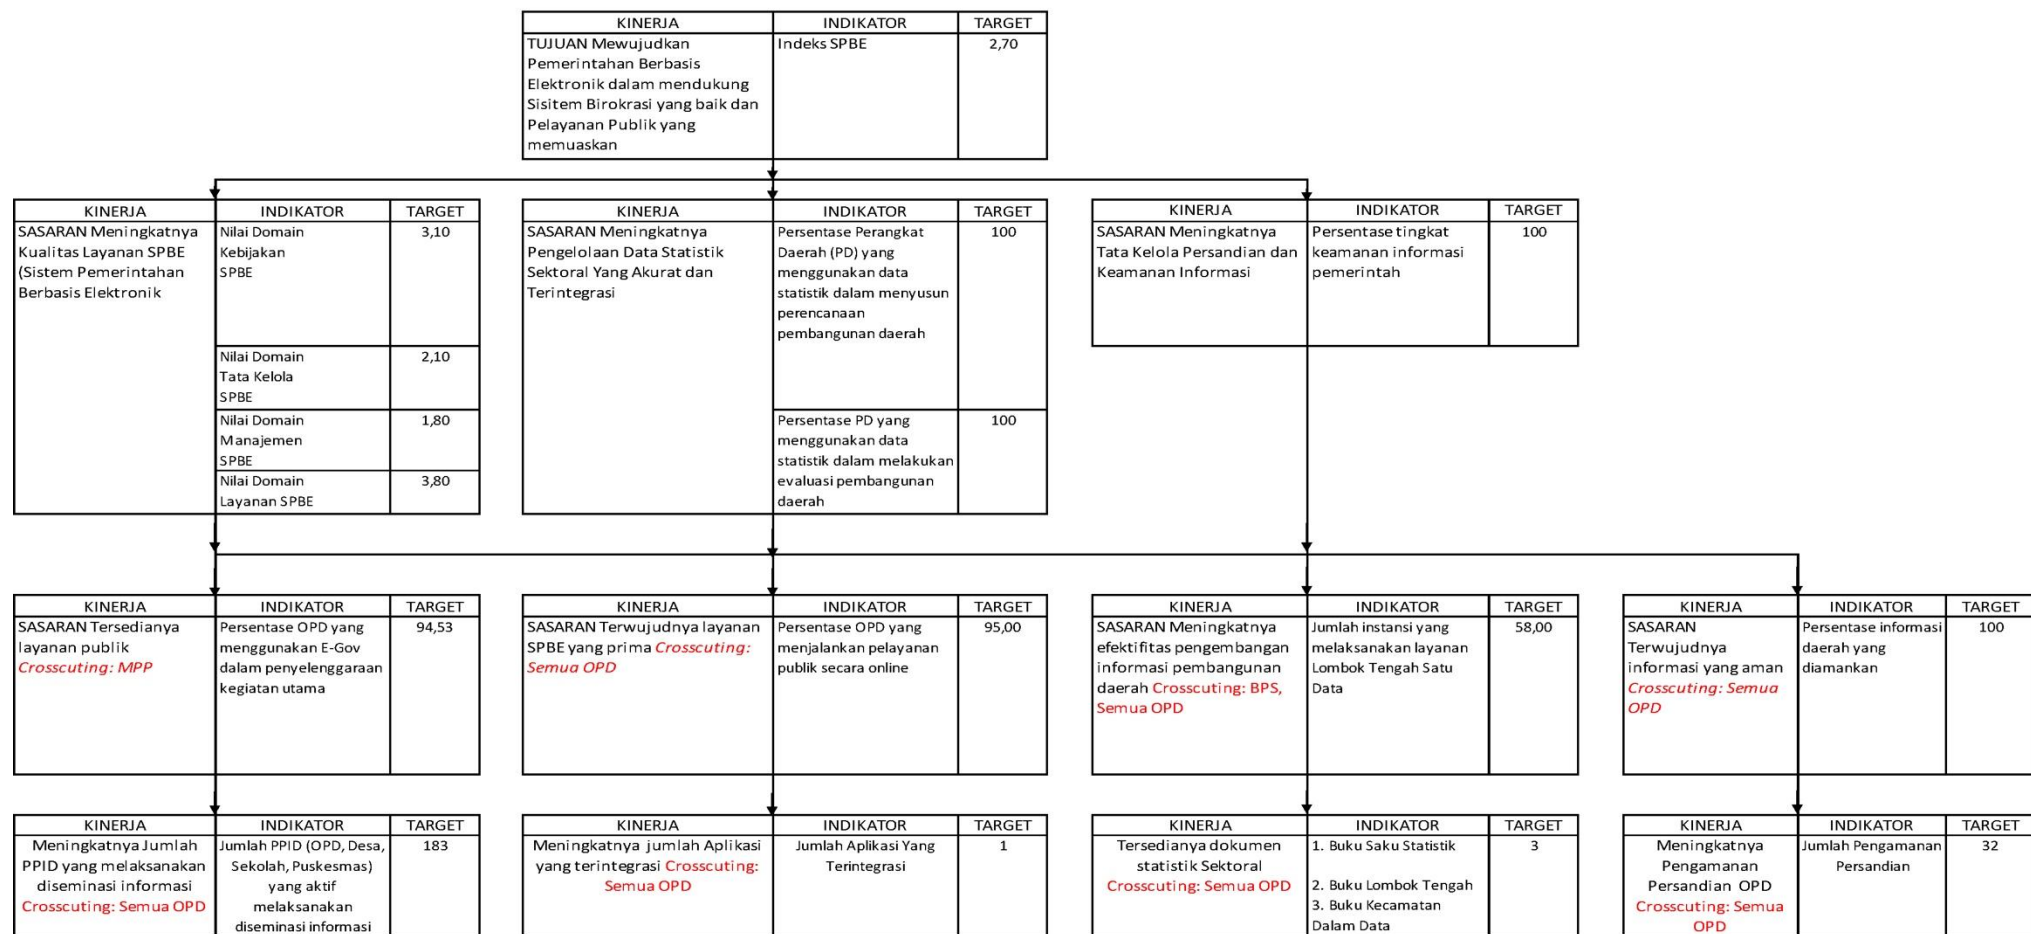 KINERJA INDIKATOR TARGET
TUJUAN Mewujudkan
Pemerintahan Berbasis
Elektronik dalam mendukung
Sisitem Birokrasi yang baik dan
Pelayanan Publik yang
memuaskan
Indeks SPBE
2,70
KINERJA INDIKATOR TARGET
SASARAN Meningkatnya
Kualitas Layanan SPBE
(Sistem Pemerintahan
Berbasis Elektronik
Nilai Domain
Kebijakan
SPBE
3,10
Nilai Domain
Tata Kelola
SPBE
2,10
Nilai Domain
Manajemen
SPBE
1,80
Nilai Domain
Layanan SPBE
3,80
KINERJA INDIKATOR TARGET
SASARAN Meningkatnya
Pengelolaan Data Statistik
Sektoral Yang Akurat dan
Terintegrasi
Persentase Perangkat
Daerah (PD) yang
menggunakan data
statistik dalam menyusun
perencanaan
pembangunan daerah
100
Persentase PD yang
menggunakan data
statistik dalam melakukan
evaluasi pembangunan
daerah
100
KINERJA INDIKATOR TARGET
SASARAN Meningkatnya
Tata Kelola Persandian dan
Keamanan Informasi
Persentase tingkat
keamanan informasi
pemerintah
100
KINERJA INDIKATOR TARGET
SASARAN Tersedianya
layanan publik
Crosscuting: MPP
Persentase OPD yang
menggunakan E-Gov
dalam penyelenggaraan
kegiatan utama
94,53
KINERJA INDIKATOR TARGET
SASARAN Terwujudnya layanan
SPBE yang prima Crosscuting:
Semua OPD
Persentase OPD yang
menjalankan pelayanan
publik secara online
95,00
KINERJA INDIKATOR TARGET
SASARAN Meningkatnya
efektifitas pengembangan
informasi pembangunan
daerah Crosscuting: BPS,
Semua OPD
Jumlah instansi yang
melaksanakan layanan
Lombok Tengah Satu
Data
58,00
KINERJA INDIKATOR TARGET
SASARAN
Terwujudnya
informasi yang aman
Crosscuting: Semua
OPD
Persentase informasi
daerah yang
diamankan
100
KINERJA INDIKATOR TARGET
Meningkatnya Jumlah
PPID yang melaksanakan
diseminasi informasi
Crosscuting: Semua OPD
Jumlah PPID (OPD, Desa,
Sekolah, Puskesmas)
yang aktif
melaksanakan
diseminasi informasi
183
KINERJA INDIKATOR TARGET
Meningkatnya jumlah Aplikasi
yang terintegrasi Crosscuting:
Semua OPD
Jumlah Aplikasi Yang
Terintegrasi
1
KINERJA INDIKATOR TARGET
Tersedianya dokumen
statistik Sektoral
Crosscuting: Semua OPD
1. Buku Saku Statistik
2. Buku Lombok Tengah
3. Buku Kecamatan
Dalam Data
3
KINERJA INDIKATOR TARGET
Meningkatnya
Pengamanan
Persandian OPD
Crosscuting: Semua
OPD
Jumlah Pengamanan
Persandian
32